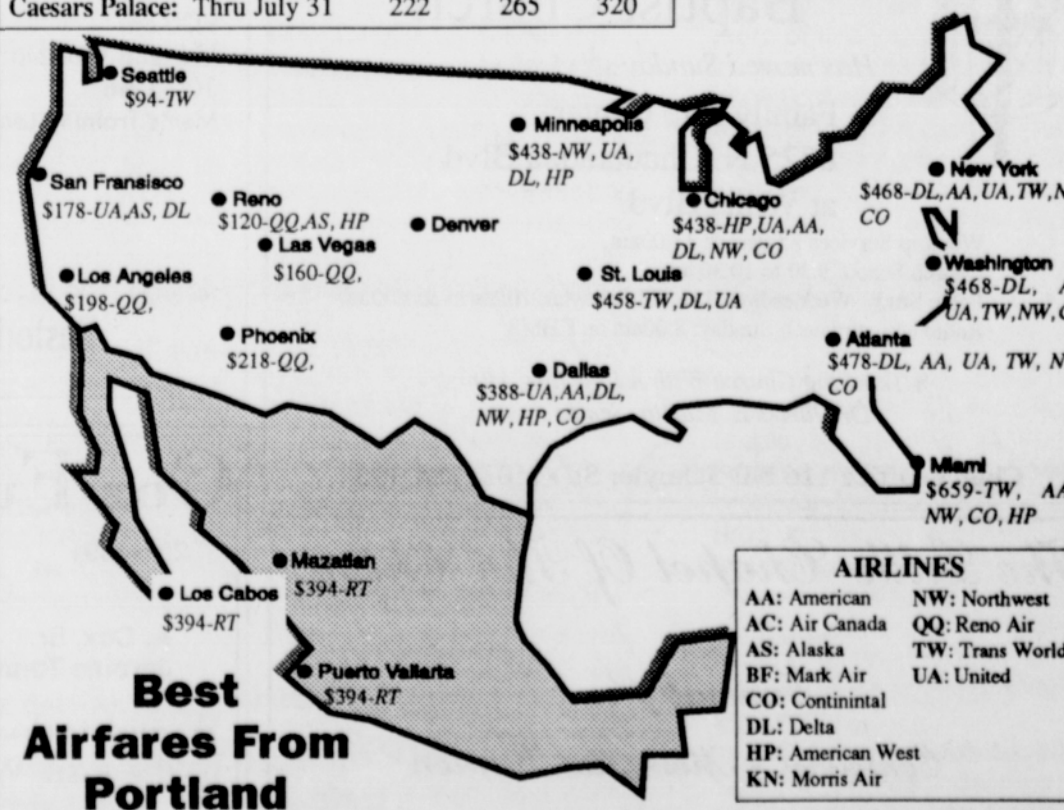 Caesars Palace: Thru July 31 222 265 320
Seattle
$94-TW
Minneapolis
$438-NW, UA,
DL, HP
San Fransisco
$178-UA,AS, DL
Reno
$120-QQ,AS, HP
Denver
Chicago
$438-HP,UA,AA,
DL, NW, CO
New York
$468-DL,AA,UA,TW,N
CO
Las Vegas
$160-QQ,
Los Angeles
$198-QQ,
St. Louis
$458-TW,DL,UA
Washington
$468-DL, A
UA,TW,NW,C
Phoenix
$218-QQ,
Dallas
$388-UA,AA,DL,
NW, HP, CO
Atlanta
$478-DL, AA, UA, TW, N
CO
Miami
$659-TW, AA
NW, CO, HP
Mazatlan
$394-RT
Los Cabos
$394-RT
Puerto Vallarta
$394-RT
Best
Airfares From
Portland
AIRLINES
AA: American NW: Northwest
AC: Air Canada QQ: Reno Air
AS: Alaska TW: Trans World
BF: Mark Air UA: United
CO: Continintal
DL: Delta
HP: American West
KN: Morris Air